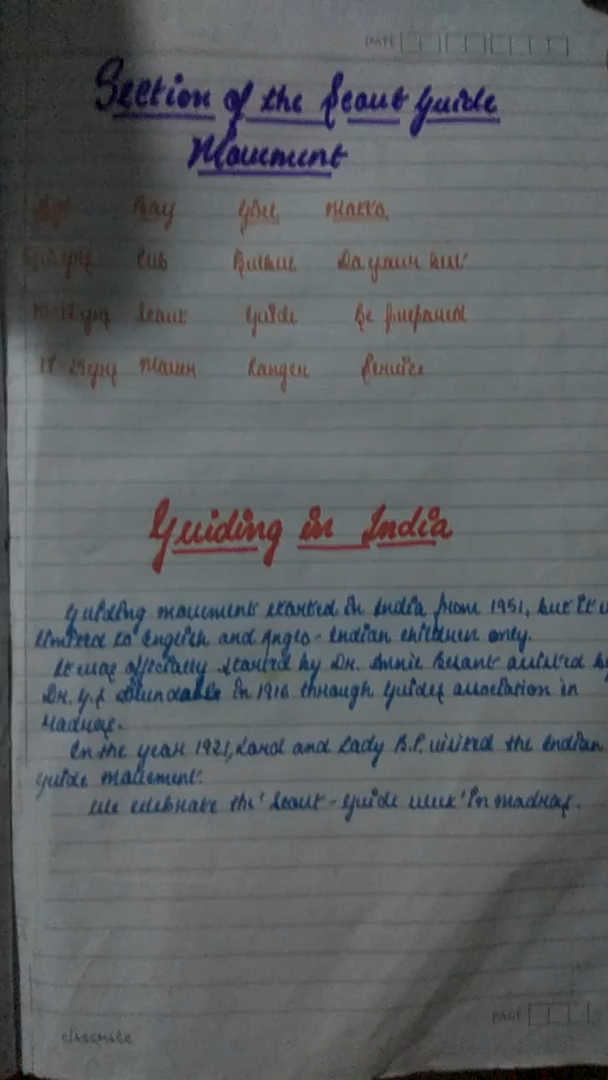 DATE
Section of the Scout Guide
Movement
Age Boy Girl Motto
Cub Bulbul Do your best
10-18 yrs Scout Guide Be prepared
17-25 yrs Rover Ranger Service
Guiding in India
Guiding movement started in India from 1951, but it w
limited to English and Anglo-Indian children only.
It was officially started by Dr. Annie Besant assisted by
Dr. G.S Arundable in 1916 through guides association in
Madras.
In the year 1921, Lord and Lady B.P. visited the Indian
guide movement.
We celebrate the 'Scout-Guide week' in madras.
PAGE
classmate